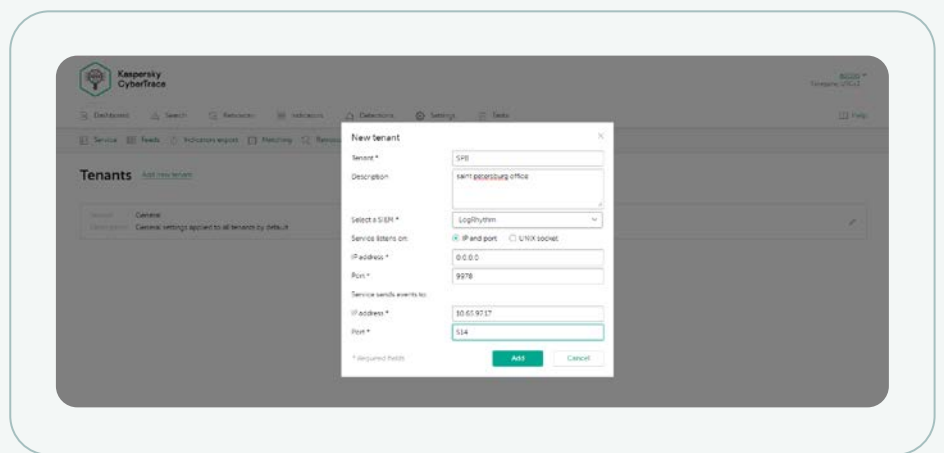 Kaspersky
CyberTrace
Dashboard Search Indicators Detections Settings Tasks Help
Service Feeds Indicators export Matching
Tenants Add new tenant
General
General settings applied to all tenants by default
New tenant
Tenant * SPB
Description saint petersburg office
Select a SIEM * LogRhythm
Service listens on: IP and port UNIX socket
IP address * 0.0.0.0
Port * 9978
Service sends events to:
IP address * 10.65.97.17
Port * 514
* Required fields Add Cancel